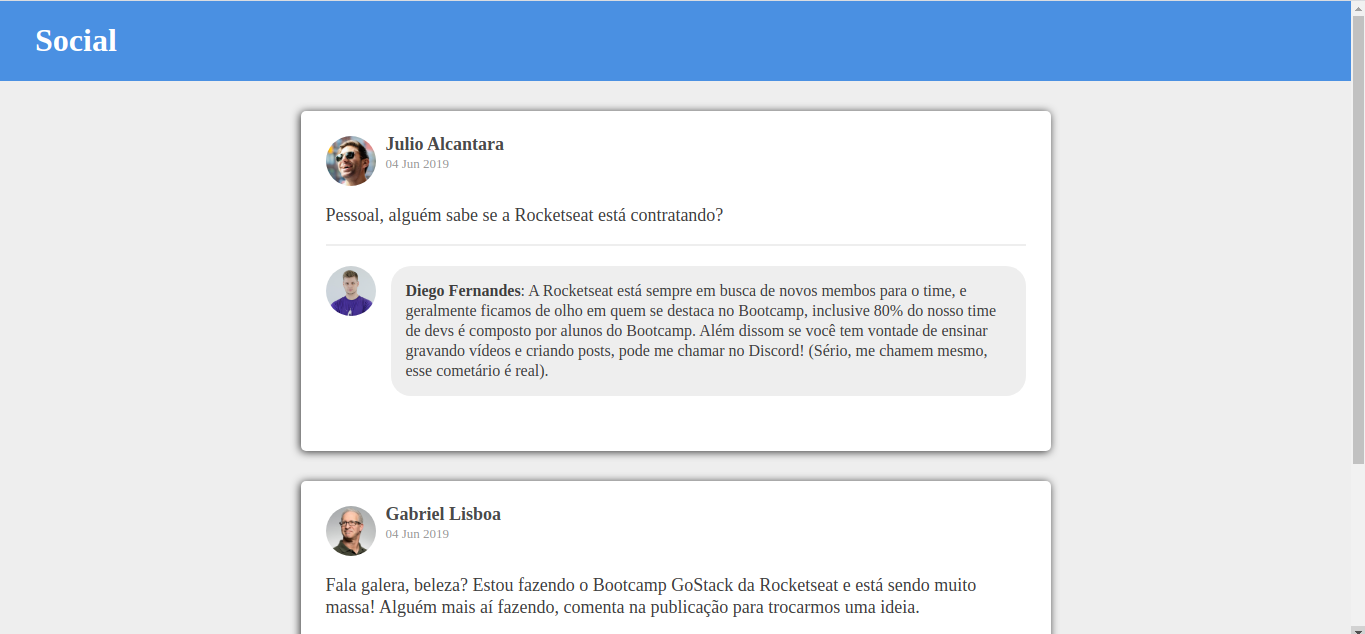 Social
Julio Alcantara
04 Jun 2019
Pessoal, alguém sabe se a Rocketseat está contratando?
Diego Fernandes: A Rocketseat está sempre em busca de novos membos para o time, e
geralmente ficamos de olho em quem se destaca no Bootcamp, inclusive 80% do nosso time
de devs é composto por alunos do Bootcamp. Além dissom se você tem vontade de ensinar
gravando vídeos e criando posts, pode me chamar no Discord! (Sério, me chamem mesmo,
esse cometário é real).
Gabriel Lisboa
04 Jun 2019
Fala galera, beleza? Estou fazendo o Bootcamp GoStack da Rocketseat e está sendo muito
massa! Alguém mais aí fazendo, comenta na publicação para trocarmos uma ideia.